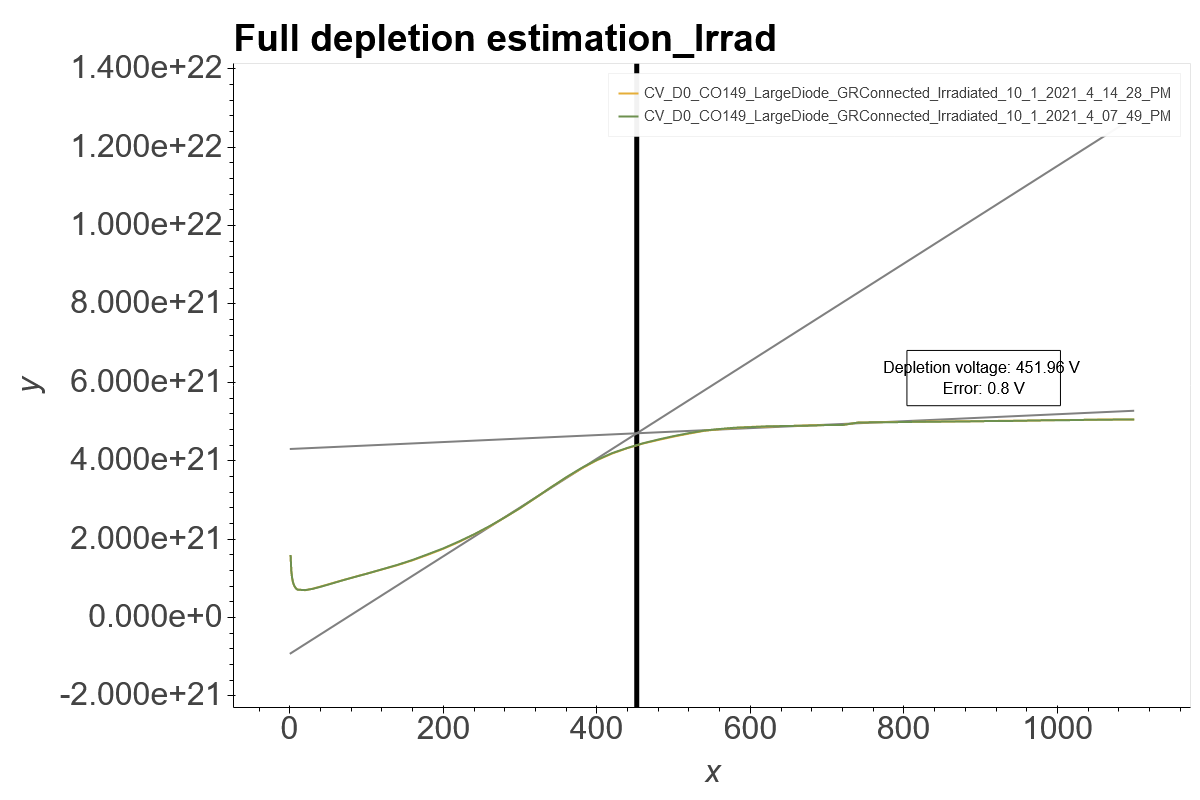 Full depletion estimation_Irrad
1.400e+22
1.200e+22
1.000e+22
8.000e+21
6.000e+21
4.000e+21
2.000e+21
0.000e+0
-2.000e+21
y
CV_D0_CO149_LargeDiode_GRConnected_Irradiated_10_1_2021_4_14_28_PM
CV_D0_CO149_LargeDiode_GRConnected_Irradiated_10_1_2021_4_07_49_PM
Depletion voltage: 451.96 V
Error: 0.8 V
0 200 400 600 800 1000
x